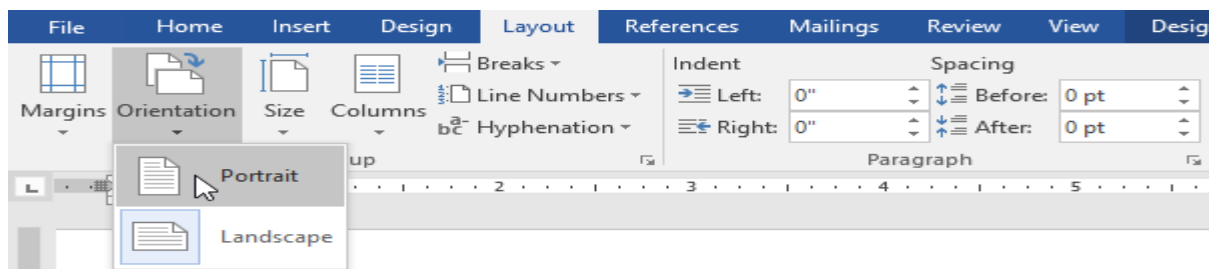 File Home Insert Design Layout References Mailings Review View Desig
Breaks Indent Spacing
Line Numbers Left: 0" Before: 0 pt
Margins Orientation Size Columns
Hyphenation Right: 0" After: 0 pt
up Paragraph
Portrait
2 3 4 5
Landscape